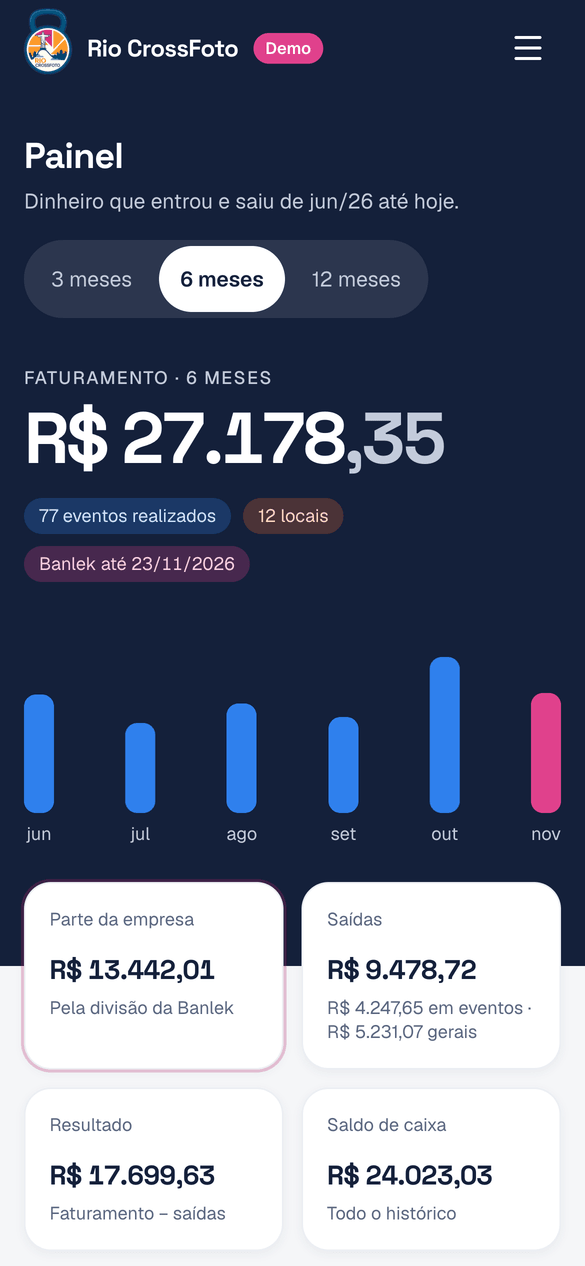 RIO
CROSSFOTO
Rio CrossFoto
Demo
Painel
Dinheiro que entrou e saiu de jun/26 até hoje.
3 meses 6 meses 12 meses
FATURAMENTO · 6 MESES
R$ 27.178,35
77 eventos realizados 12 locais
Banlek até 23/11/2026
jun jul ago set out nov
Parte da empresa
R$ 13.442,01
Pela divisão da Banlek
Saídas
R$ 9.478,72
R$ 4.247,65 em eventos ·
R$ 5.231,07 gerais
Resultado
R$ 17.699,63
Faturamento – saídas
Saldo de caixa
R$ 24.023,03
Todo o histórico